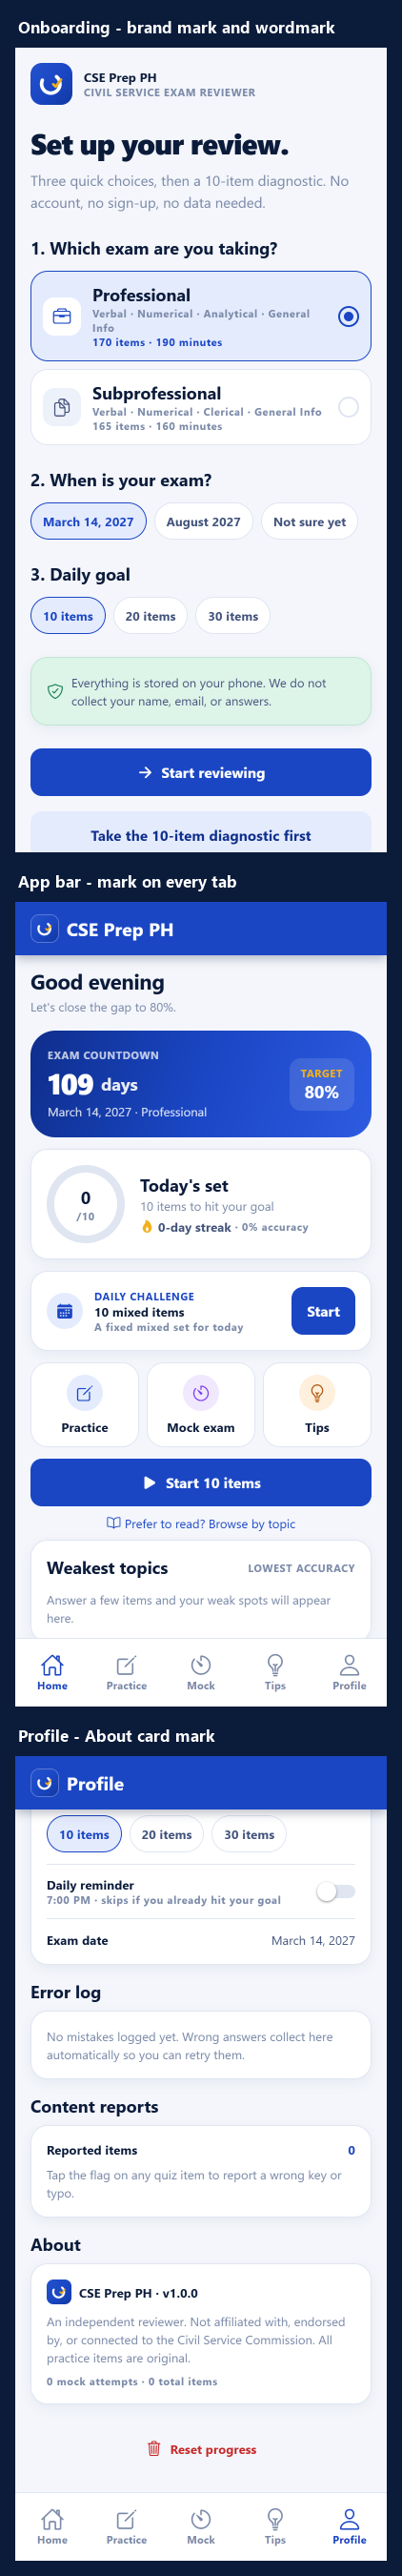 Onboarding - brand mark and wordmark
CSE Prep PH
CIVIL SERVICE EXAM REVIEWER
Set up your review.
Three quick choices, then a 10-item diagnostic. No
account, no sign-up, no data needed.
1. Which exam are you taking?
Professional
Verbal · Numerical · Analytical · General
Info
170 items · 190 minutes
Subprofessional
Verbal · Numerical · Clerical · General Info
165 items · 160 minutes
2. When is your exam?
March 14, 2027
August 2027
Not sure yet
3. Daily goal
10 items
20 items
30 items
Everything is stored on your phone. We do not
collect your name, email, or answers.
Start reviewing
Take the 10-item diagnostic first
App bar - mark on every tab
CSE Prep PH
Good evening
Let's close the gap to 80%.
EXAM COUNTDOWN
109 days
March 14, 2027 · Professional
TARGET
80%
0
/10
Today's set
10 items to hit your goal
0-day streak · 0% accuracy
DAILY CHALLENGE
10 mixed items
A fixed mixed set for today
Start
Practice
Mock exam
Tips
Start 10 items
Prefer to read? Browse by topic
Weakest topics
LOWEST ACCURACY
Answer a few items and your weak spots will appear
here.
Home
Practice
Mock
Tips
Profile
Profile - About card mark
Profile
10 items
20 items
30 items
Daily reminder
7:00 PM · skips if you already hit your goal
Exam date
March 14, 2027
Error log
No mistakes logged yet. Wrong answers collect here
automatically so you can retry them.
Content reports
Reported items
0
Tap the flag on any quiz item to report a wrong key or
typo.
About
CSE Prep PH · v1.0.0
An independent reviewer. Not affiliated with, endorsed
by, or connected to the Civil Service Commission. All
practice items are original.
0 mock attempts · 0 total items
Reset progress
Home
Practice
Mock
Tips
Profile